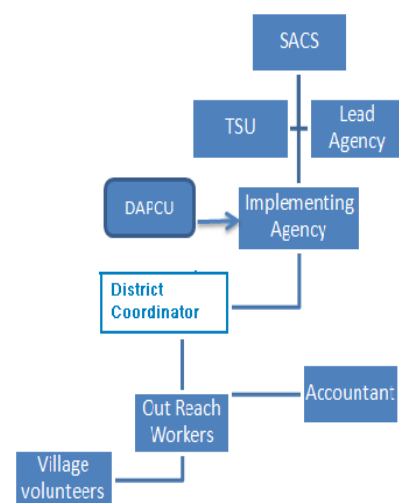 SACS
TSU
Lead
Agency
DAPCU
Implementing
Agency
District
Coordinator
Out Reach
Workers
Accountant
Village
volunteers